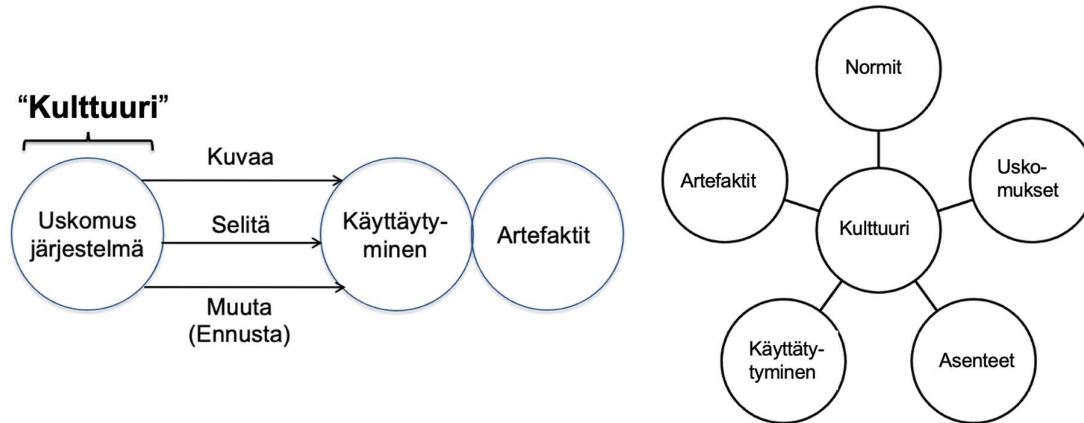 “Kulttuuri”
Kuvaa
Uskomus
järjestelmä
Selitä
Käyttäyty-
minen
Artefaktit
Muuta
(Ennusta)
Normit
Artefaktit
Usko-
mukset
Kulttuuri
Käyttäty-
tyminen
Asenteet